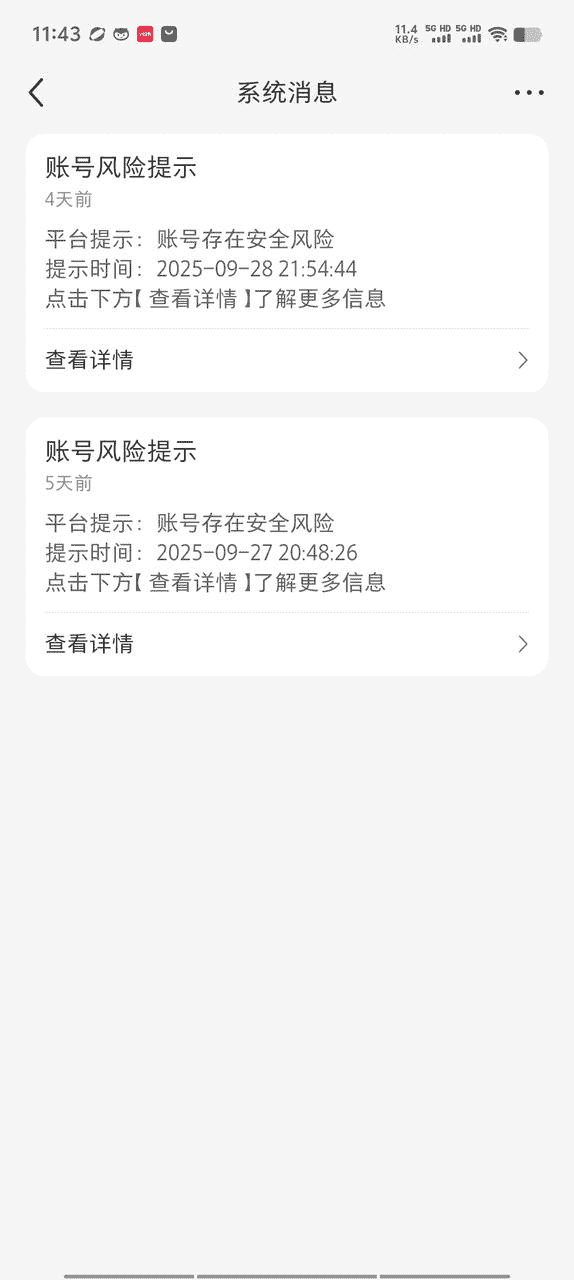 11:43
11.4 KB/s
5G HD 5G HD
系统消息
账号风险提示
4天前
平台提示：账号存在安全风险
提示时间：2025-09-28 21:54:44
点击下方【查看详情】了解更多信息
查看详情
账号风险提示
5天前
平台提示：账号存在安全风险
提示时间：2025-09-27 20:48:26
点击下方【查看详情】了解更多信息
查看详情